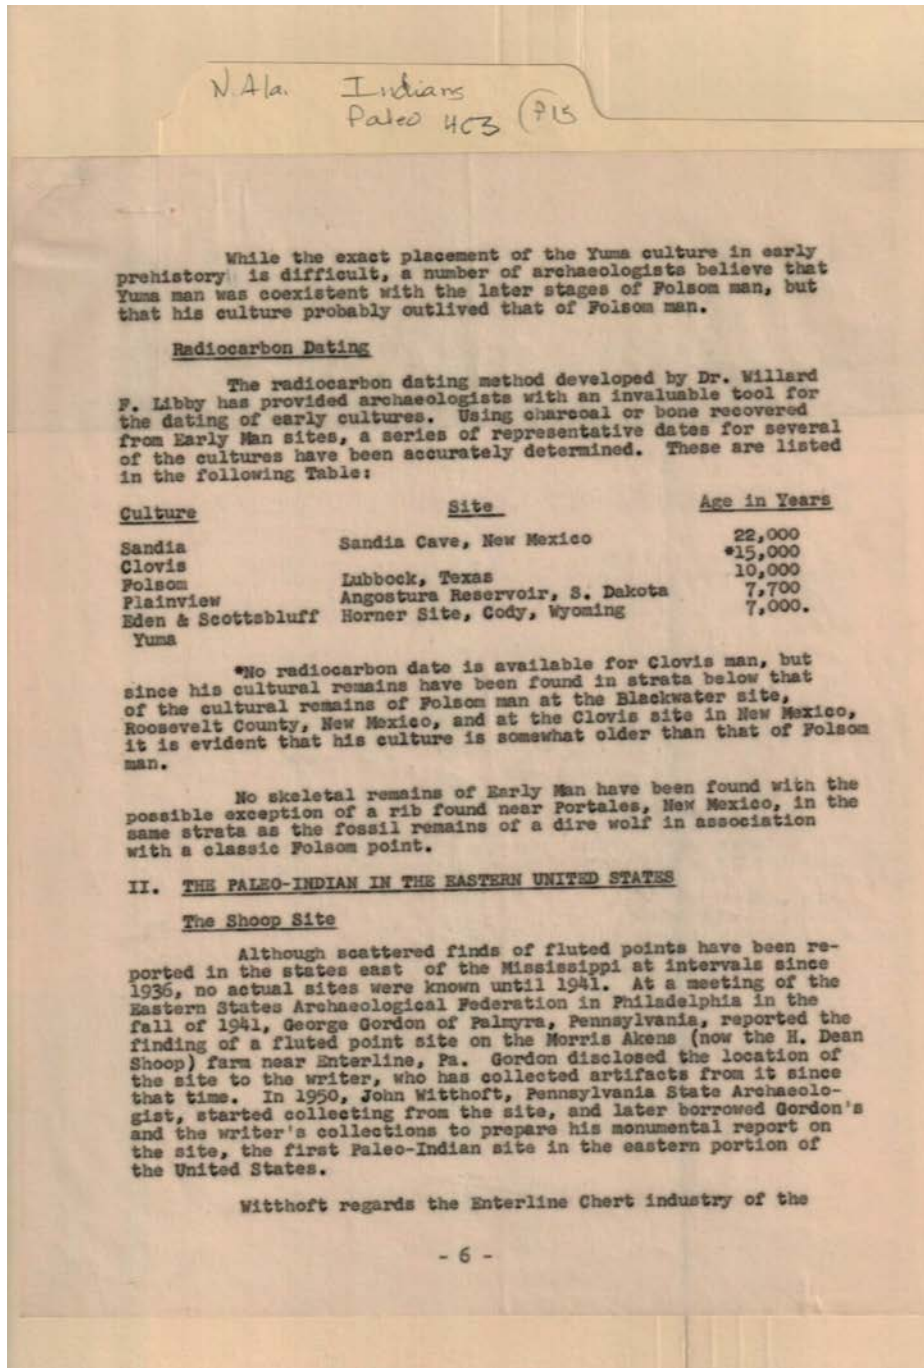 N. Ala. Indians
Paleo 403 P15
While the exact placement of the Yuma culture in early
prehistory is difficult, a number of archaeologists believe that
Yuma man was coexistent with the later stages of Folsom man, but
that his culture probably outlived that of Folsom man.
Radiocarbon Dating
The radiocarbon dating method developed by Dr. Willard
F. Libby has provided archaeologists with an invaluable tool for
the dating of early cultures. Using charcoal or bone recovered
from Early Man sites, a series of representative dates for several
of the cultures have been accurately determined. These are listed
in the following Table:
Culture Site Age in Years
Sandia Sandia Cave, New Mexico 22,000
Clovis *15,000
Folsom Lubbock, Texas 10,000
Plainview Angostura Reservoir, S. Dakota 7,700
Eden & Scottsbluff Horner Site, Cody, Wyoming 7,000.
Yuma
*No radiocarbon date is available for Clovis man, but
since his cultural remains have been found in strata below that
of the cultural remains of Folsom man at the Blackwater site,
Roosevelt County, New Mexico, and at the Clovis site in New Mexico,
it is evident that his culture is somewhat older than that of Folsom
man.
No skeletal remains of Early Man have been found with the
possible exception of a rib found near Portales, New Mexico, in the
same strata as the fossil remains of a dire wolf in association
with a classic Folsom point.
II. THE PALEO-INDIAN IN THE EASTERN UNITED STATES
The Shoop Site
Although scattered finds of fluted points have been re-
ported in the states east of the Mississippi at intervals since
1936, no actual sites were known until 1941. At a meeting of the
Eastern States Archaeological Federation in Philadelphia in the
fall of 1941, George Gordon of Palmyra, Pennsylvania, reported the
finding of a fluted point site on the Morris Akens (now the H. Dean
Shoop) farm near Enterline, Pa. Gordon disclosed the location of
the site to the writer, who has collected artifacts from it since
that time. In 1950, John Witthoft, Pennsylvania State Archaeolo-
gist, started collecting from the site, and later borrowed Gordon's
and the writer's collections to prepare his monumental report on
the site, the first Paleo-Indian site in the eastern portion of
the United States.
Witthoft regards the Enterline Chert industry of the
- 6 -